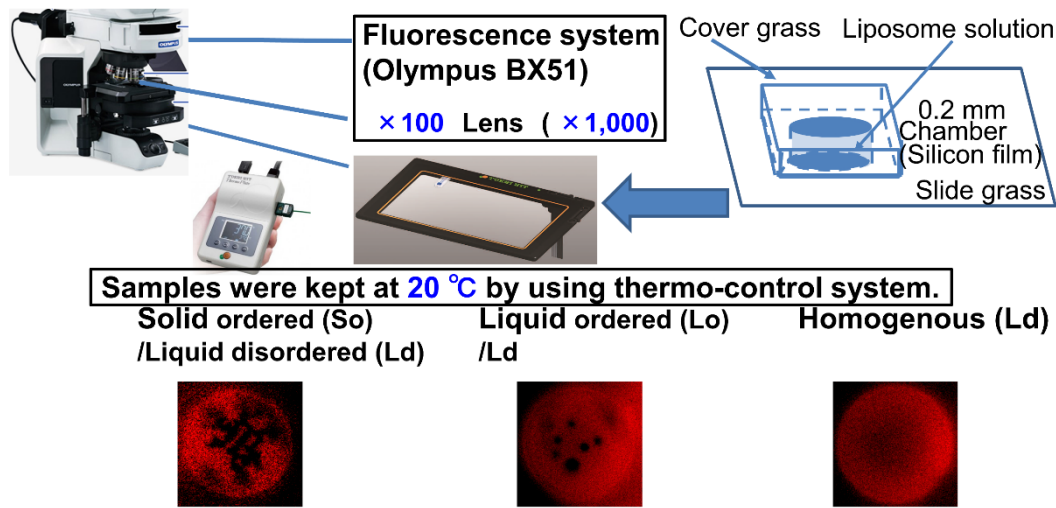 OLYMPUS
Fluorescence system
(Olympus BX51)
×100 Lens ( ×1,000)
Cover grass
Liposome solution
0.2 mm
Chamber
(Silicon film)
Slide grass
Samples were kept at 20 ℃ by using thermo-control system.
Solid ordered (So)
/Liquid disordered (Ld)
Liquid ordered (Lo)
/Ld
Homogenous (Ld)